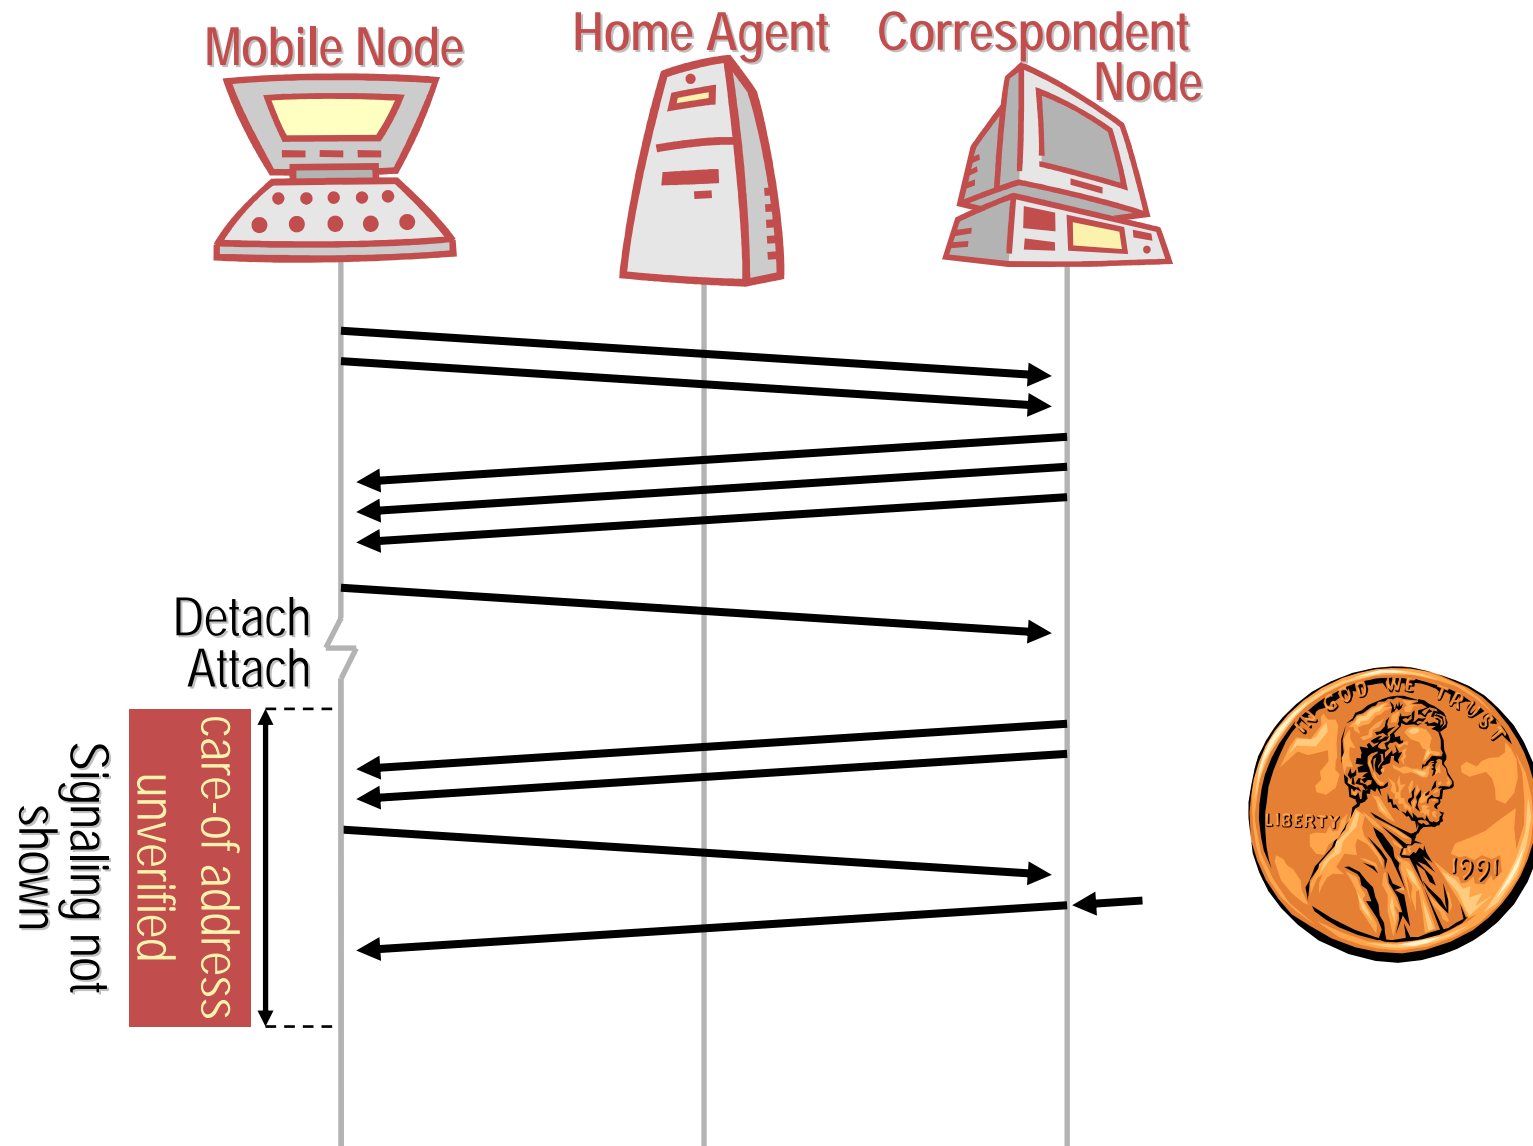 Mobile Node
Home Agent
Correspondent
Node
Detach
Attach
care-of address
unverified
Signaling not
shown
IN GOD WE TRUST
LIBERTY
1991